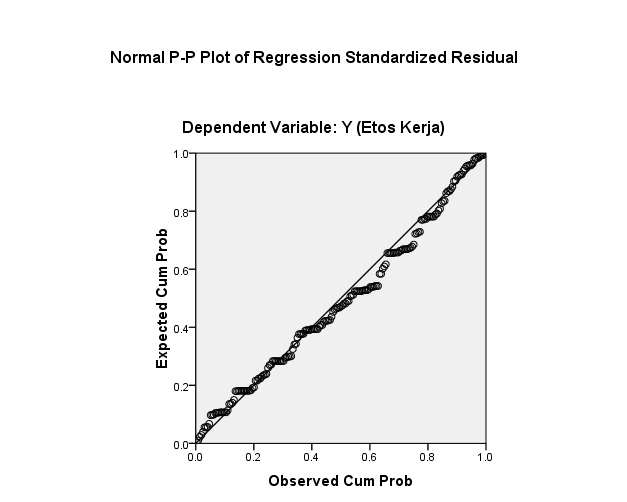 Normal P-P Plot of Regression Standardized Residual
Dependent Variable: Y (Etos Kerja)
Expected Cum Prob
1.0
0.8
0.6
0.4
0.2
0.0
0.0 0.2 0.4 0.6 0.8 1.0
Observed Cum Prob